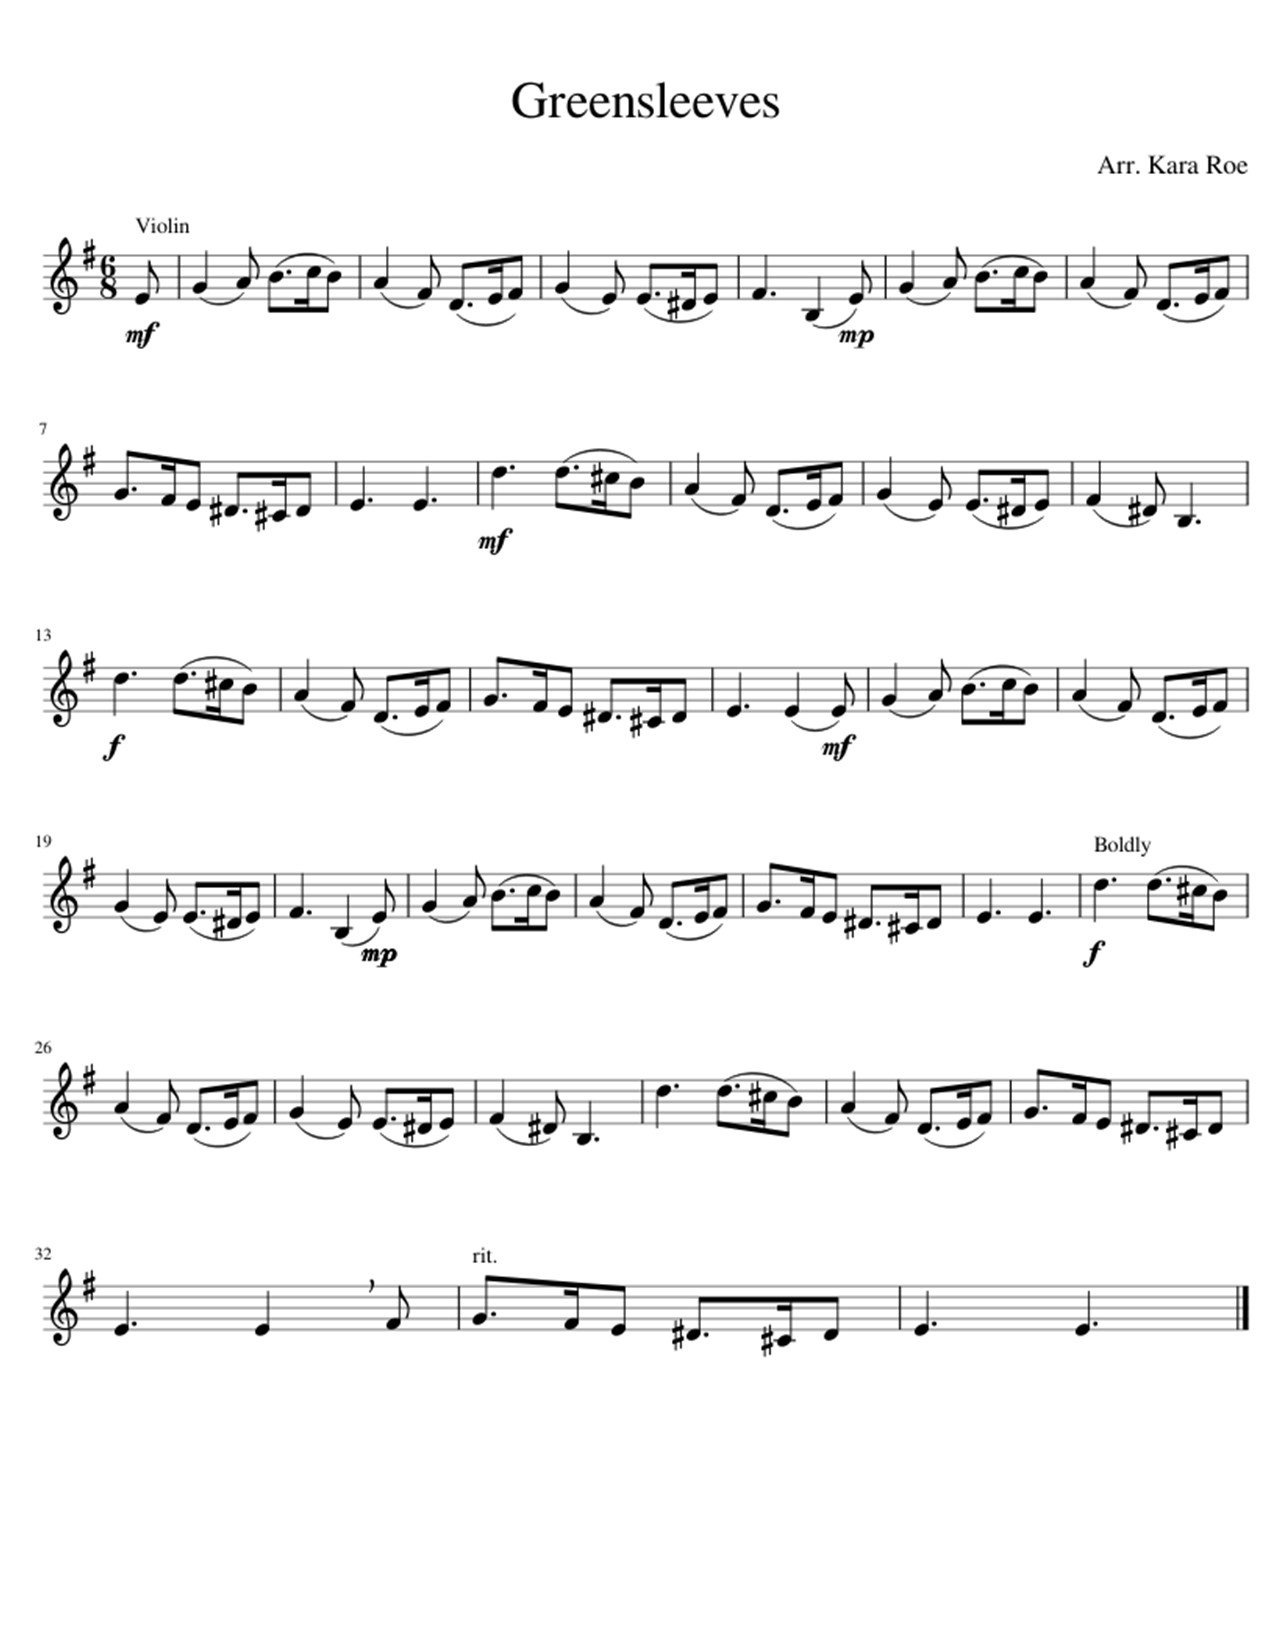 Greensleeves
Arr. Kara Roe
Violin
6
8
mf
mp
7
mf
13
f
mf
19
Boldly
mp
f
26
32
rit.